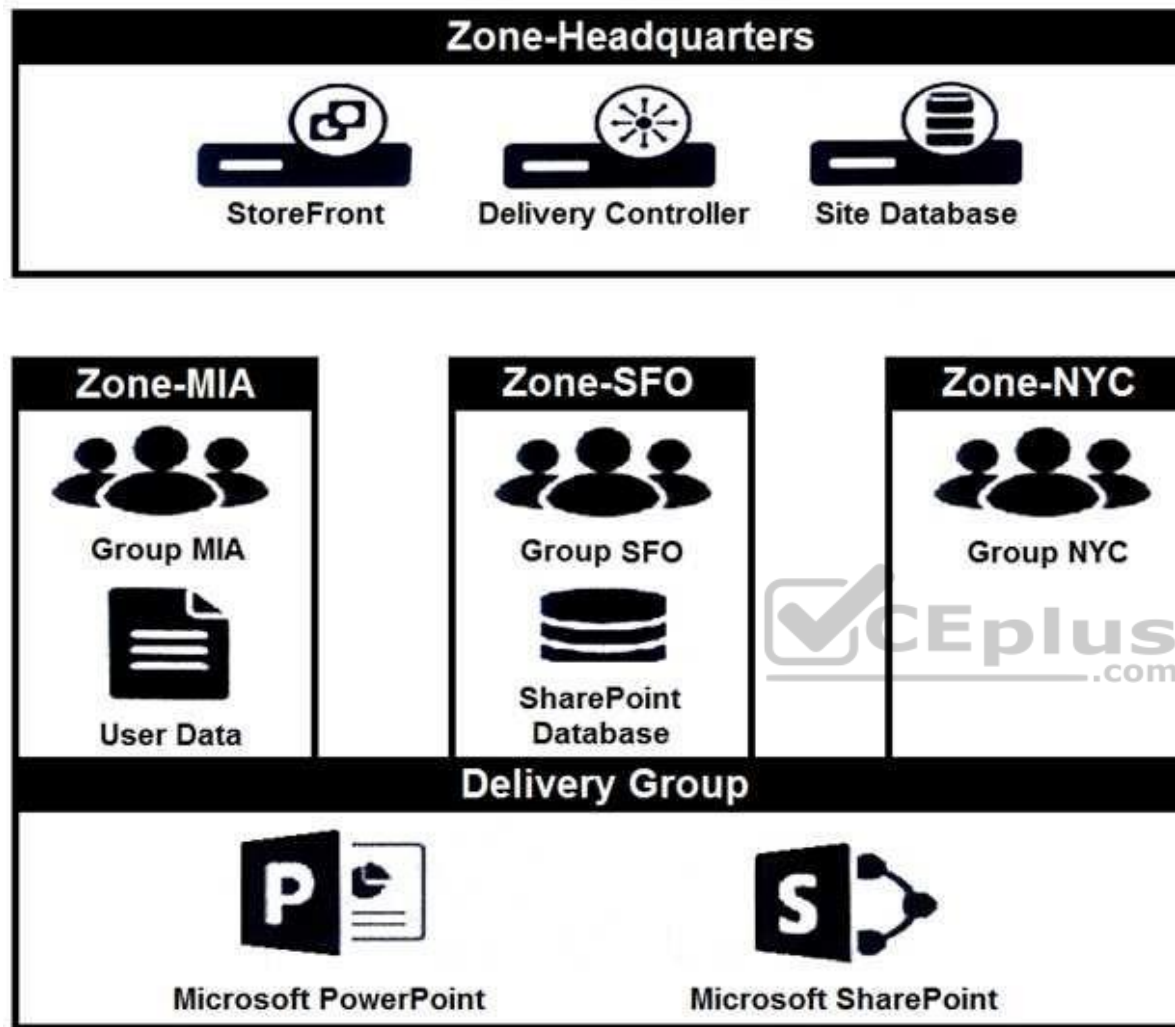 Zone-Headquarters
StoreFront
Delivery Controller
Site Database
Zone-MIA
Zone-SFO
Zone-NYC
Group MIA
Group SFO
Group NYC
User Data
SharePoint
Database
CEplus
.com
Delivery Group
P
S
Microsoft PowerPoint
Microsoft SharePoint